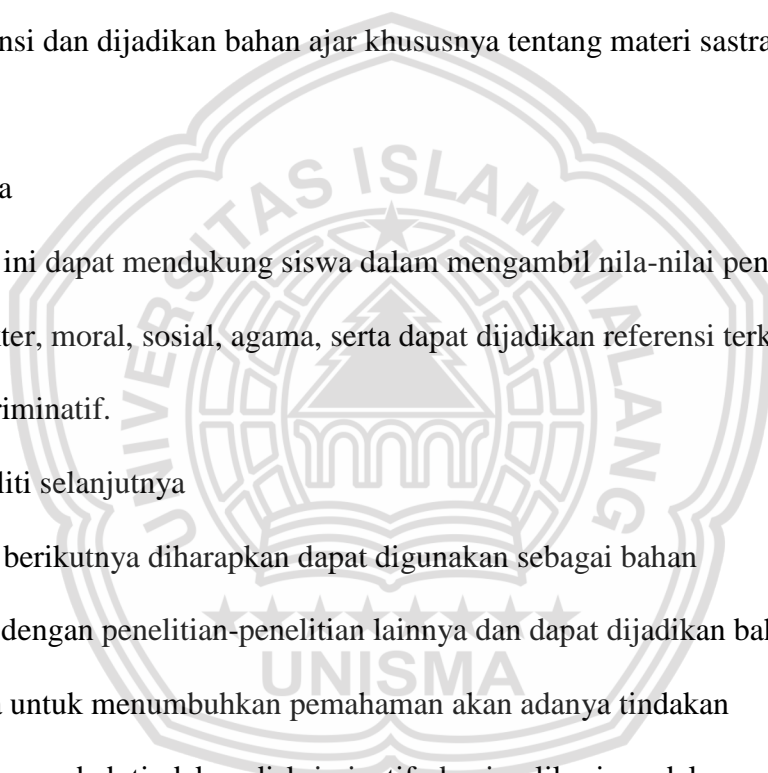 nsi dan dijadikan bahan ajar khususnya tentang materi sastra
a
ini dapat mendukung siswa dalam mengambil nila-nilai pen
ter, moral, sosial, agama, serta dapat dijadikan referensi terk
riminatif.
liti selanjutnya
berikutnya diharapkan dapat digunakan sebagai bahan
dengan penelitian-penelitian lainnya dan dapat dijadikan bal
untuk menumbuhkan pemahaman akan adanya tindakan
UNIVERSITAS ISLAM MALANG
UNISMA